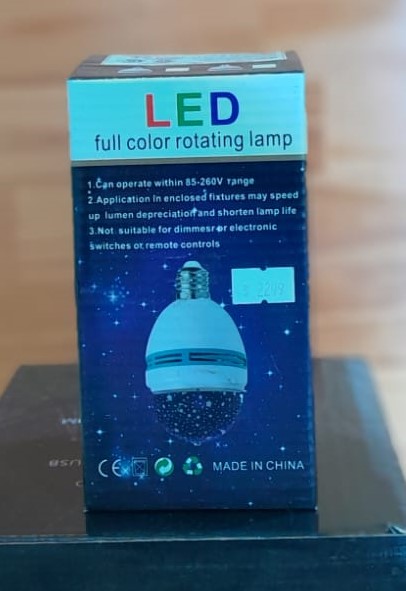 LED
full color rotating lamp
1.Can operate within 85-260V range
2.Application In enclosed fixtures may speed
up lumen depreciation and shorten lamp life
3.Not suitable for dimmesr or electronic
switches or remote controls
CE MADE IN CHINA
USB